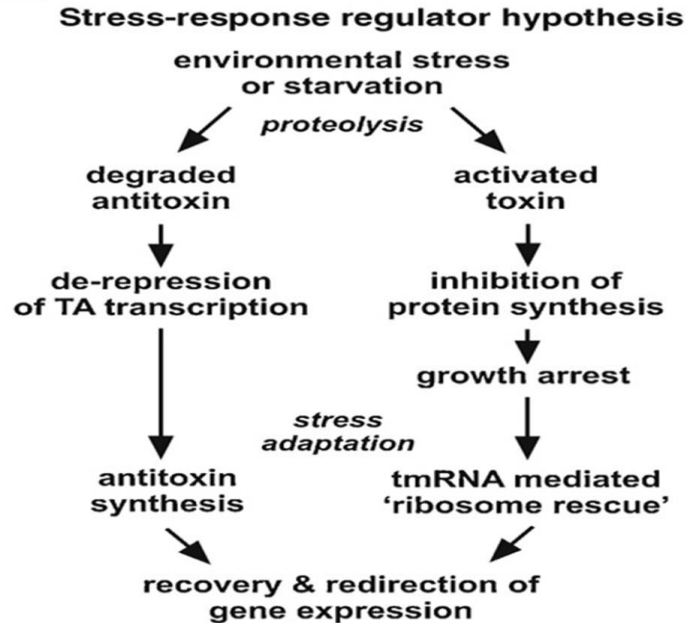 Stress-response regulator hypothesis
environmental stress
or starvation
proteolysis
degraded
antitoxin
activated
toxin
de-repression
of TA transcription
inhibition of
protein synthesis
growth arrest
stress
adaptation
antitoxin
synthesis
tmRNA mediated
‘ribosome rescue’
recovery & redirection of
gene expression